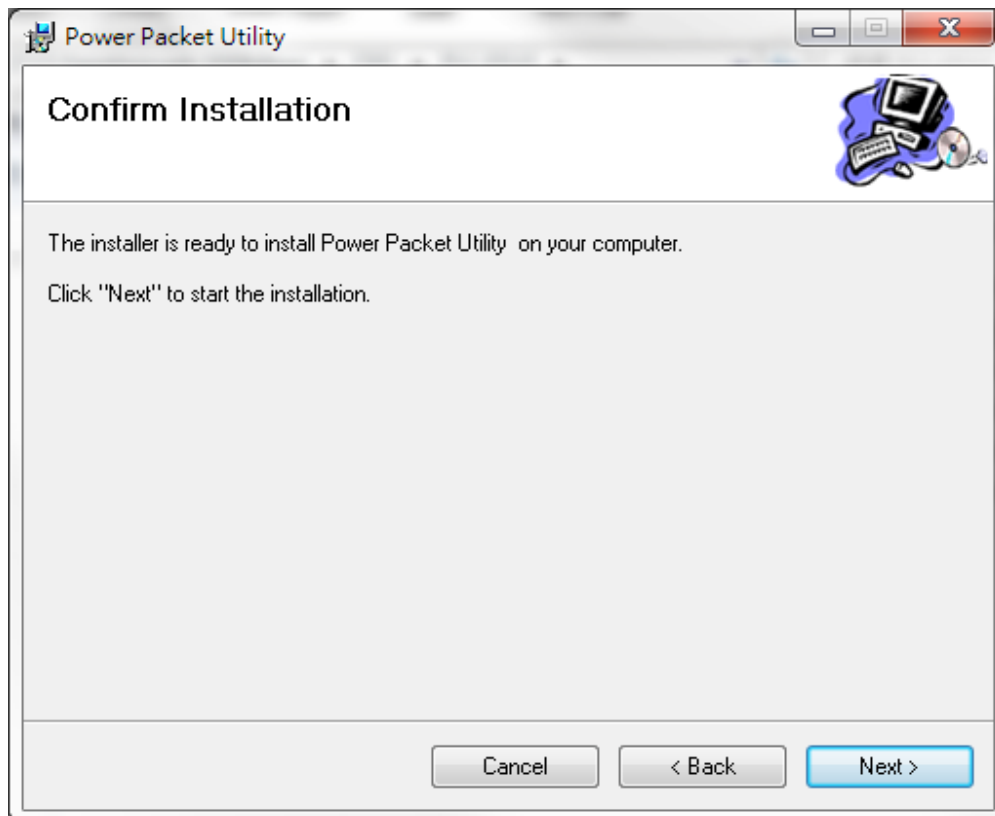 Power Packet Utility
Confirm Installation
The installer is ready to install Power Packet Utility  on your computer.
Click "Next" to start the installation.
Cancel
< Back
Next >